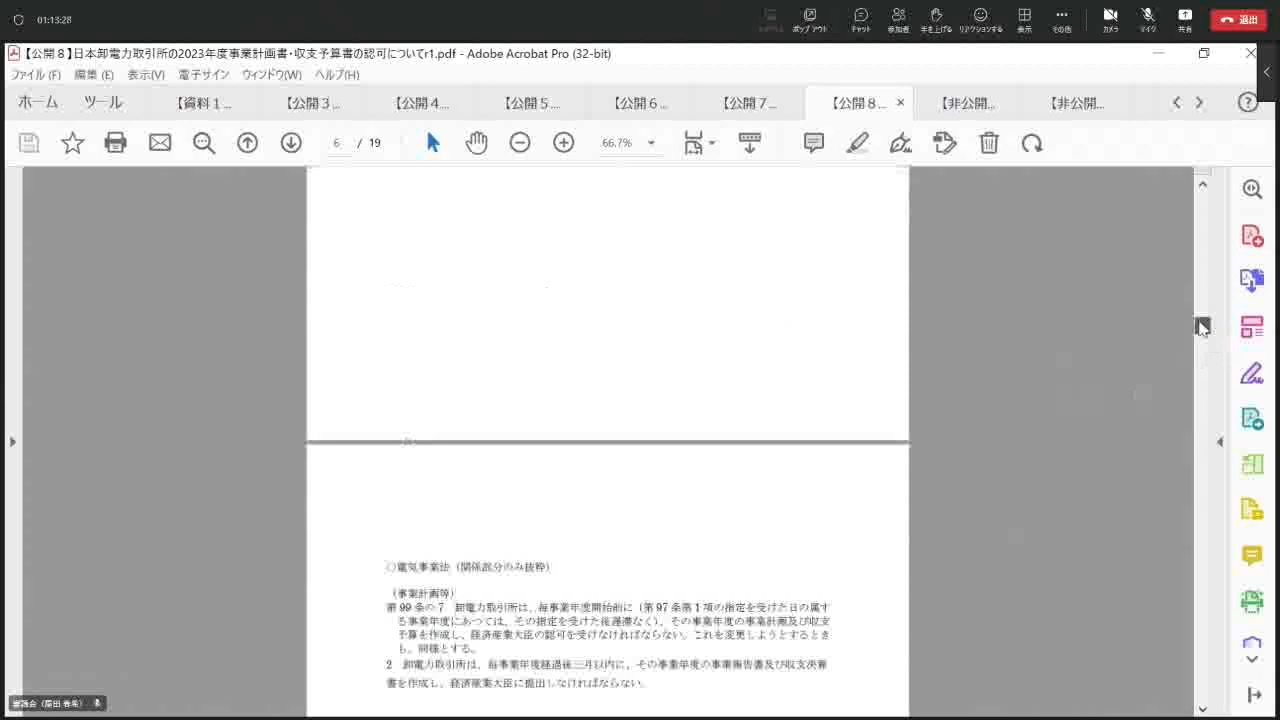 01:13:28
ポップ アウト チャット 参加者 手を上げる リアクションする 表示 その他 カメラ マイク 共有 退出
【公開８】日本卸電力取引所の2023年度事業計画書・収支予算書の認可についてr1.pdf - Adobe Acrobat Pro (32-bit)
ファイル(F) 編集(E) 表示(V) 電子サイン ウィンドウ(W) ヘルプ(H)
ホーム ツール 【資料１... 【公開３... 【公開４... 【公開５... 【公開６... 【公開７... 【公開８... × 【非公開... 【非公開...
6 / 19 66.7%
○電気事業法（関係部分のみ抜粋）
（事業計画等）
第99条の７ 卸電力取引所は、毎事業年度開始前に（第97条第１項の指定を受けた日の属す
る事業年度にあつては、その指定を受けた後遅滞なく）、その事業年度の事業計画及び収支
予算を作成し、経済産業大臣の認可を受けなければならない。これを変更しようとするとき
も、同様とする。
２ 卸電力取引所は、毎事業年度経過後三月以内に、その事業年度の事業報告書及び収支決算
書を作成し、経済産業大臣に提出しなければならない。
審議会（原田 春希）